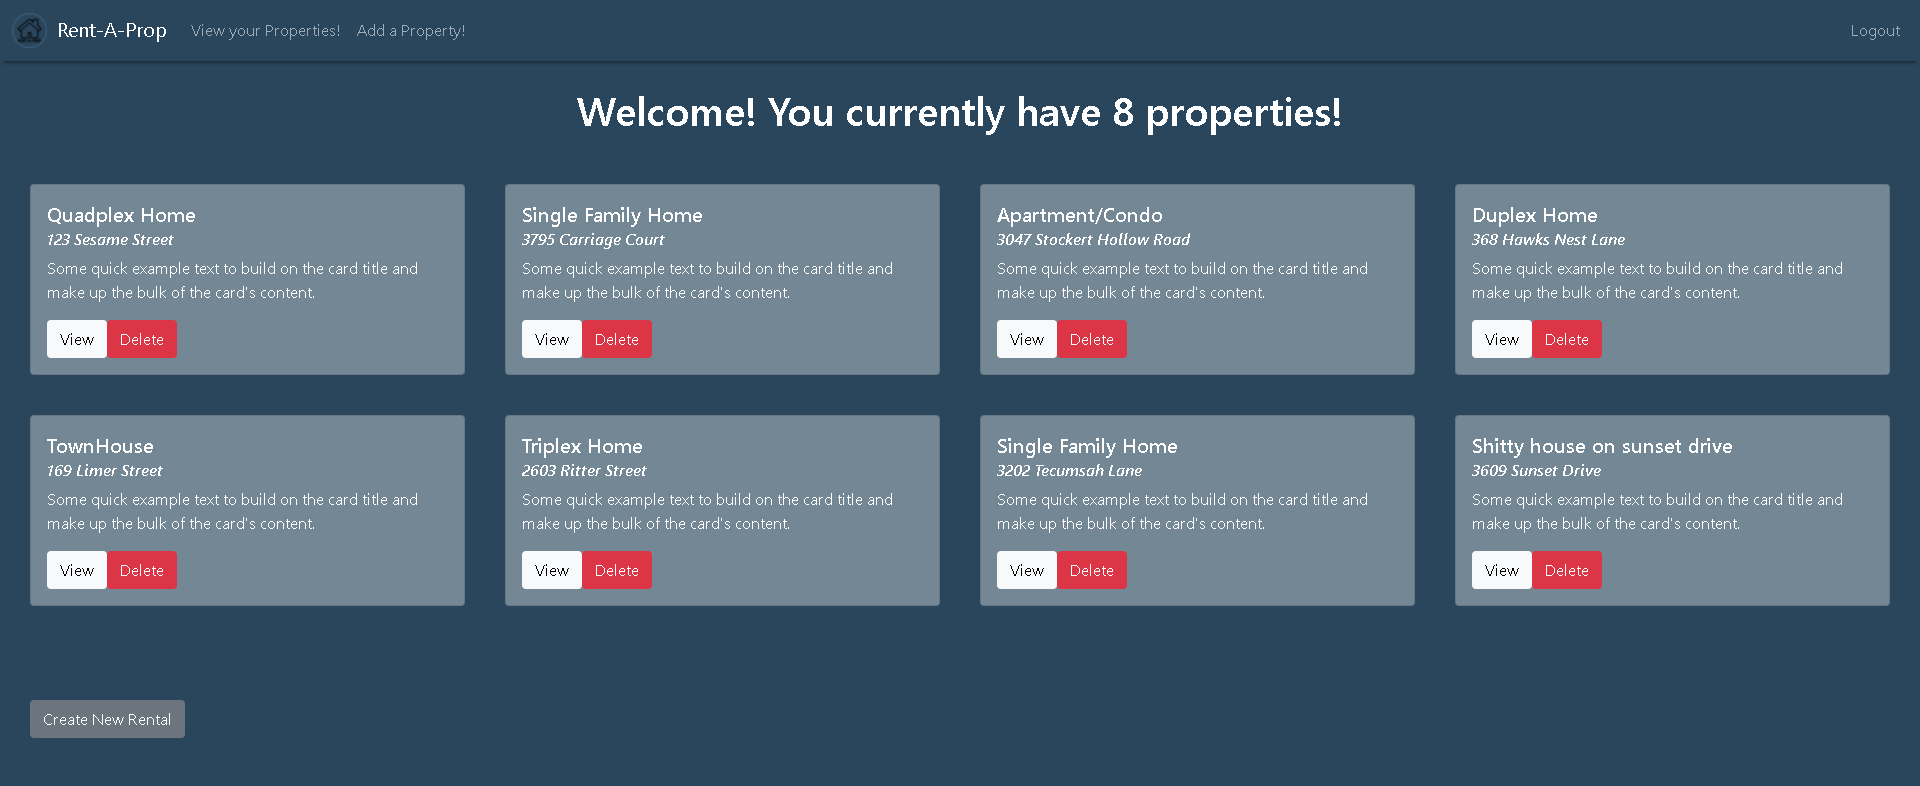 Rent-A-Prop View your Properties! Add a Property! Logout
Welcome! You currently have 8 properties!
Quadplex Home
123 Sesame Street
Some quick example text to build on the card title and
make up the bulk of the card's content.
View Delete
Single Family Home
3795 Carriage Court
Some quick example text to build on the card title and
make up the bulk of the card's content.
View Delete
Apartment/Condo
3047 Stockert Hollow Road
Some quick example text to build on the card title and
make up the bulk of the card's content.
View Delete
Duplex Home
368 Hawks Nest Lane
Some quick example text to build on the card title and
make up the bulk of the card's content.
View Delete
TownHouse
169 Limer Street
Some quick example text to build on the card title and
make up the bulk of the card's content.
View Delete
Triplex Home
2603 Ritter Street
Some quick example text to build on the card title and
make up the bulk of the card's content.
View Delete
Single Family Home
3202 Tecumsah Lane
Some quick example text to build on the card title and
make up the bulk of the card's content.
View Delete
Shitty house on sunset drive
3609 Sunset Drive
Some quick example text to build on the card title and
make up the bulk of the card's content.
View Delete
Create New Rental